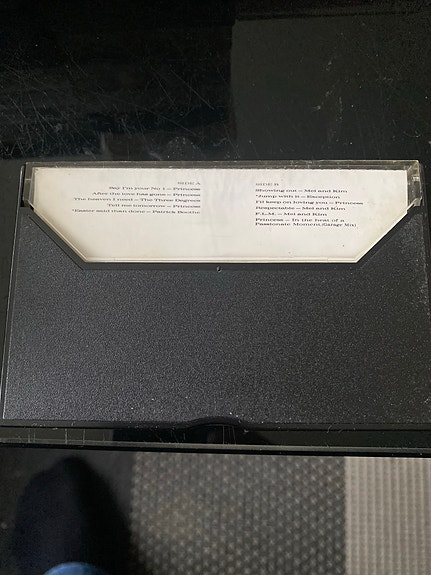 SIDE A
Say I'm your No 1 – Princess
After the love has gone – Princess
The heaven I need – The Three Degrees
Tell me tomorrow – Princess
*Easier said than done – Patrick Boothe
SIDE B
Showing out – Mel and Kim
*Jump with it – Exception
I'll keep on loving you – Princess
Respectable – Mel and Kim
F.L.M. – Mel and Kim
Princess – In the heat of a
Passionate Moment (Garage Mix)